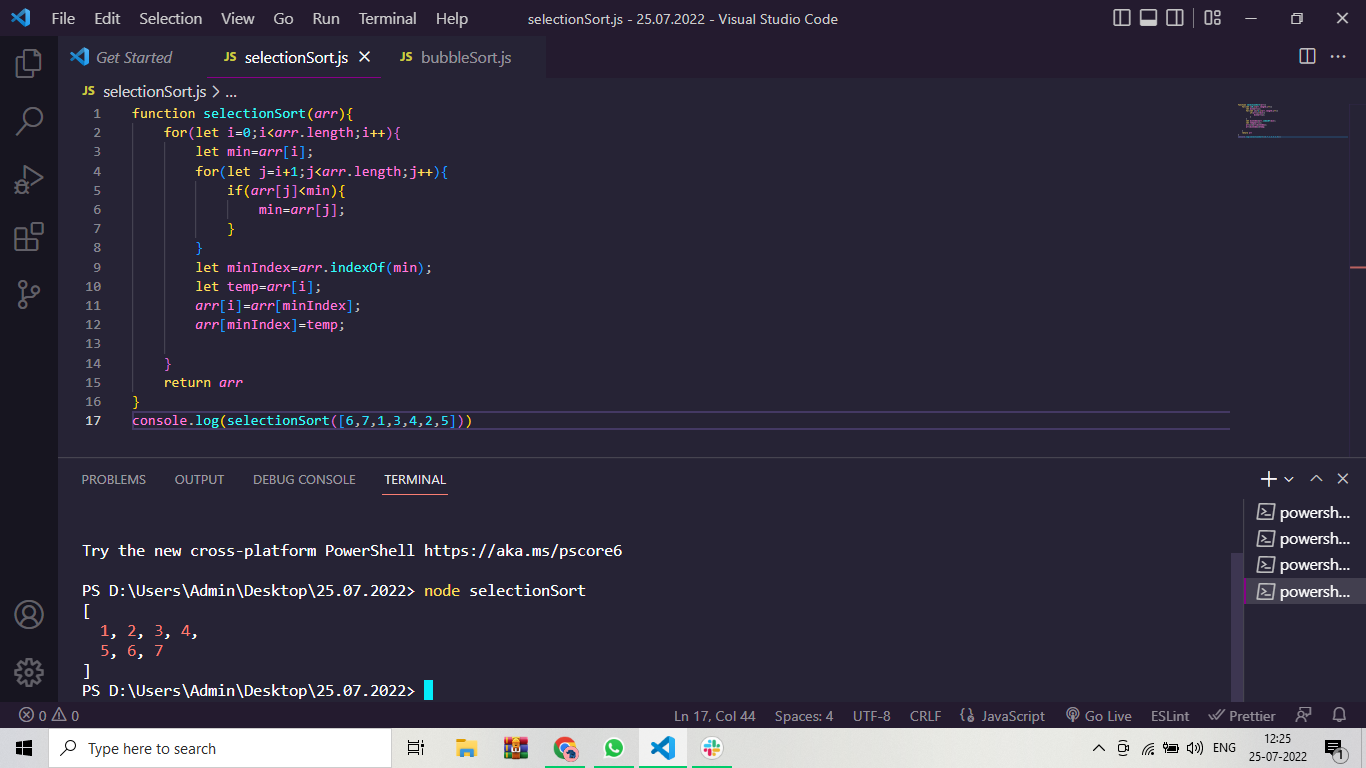 File Edit Selection View Go Run Terminal Help selectionSort.js - 25.07.2022 - Visual Studio Code
Get Started JS selectionSort.js JS bubbleSort.js
JS selectionSort.js > ...
1 function selectionSort(arr){
2 for(let i=0;i<arr.length;i++){
3 let min=arr[i];
4 for(let j=i+1;j<arr.length;j++){
5 if(arr[j]<min){
6 min=arr[j];
7 }
8 }
9 let minIndex=arr.indexOf(min);
10 let temp=arr[i];
11 arr[i]=arr[minIndex];
12 arr[minIndex]=temp;
13
14 }
15 return arr
16 }
17 console.log(selectionSort([6,7,1,3,4,2,5]))
PROBLEMS OUTPUT DEBUG CONSOLE TERMINAL
Try the new cross-platform PowerShell https://aka.ms/pscore6
PS D:\Users\Admin\Desktop\25.07.2022> node selectionSort
[
1, 2, 3, 4,
5, 6, 7
]
PS D:\Users\Admin\Desktop\25.07.2022>
powersh...
powersh...
powersh...
powersh...
0 0 Ln 17, Col 44 Spaces: 4 UTF-8 CRLF JavaScript Go Live ESLint Prettier
Type here to search ENG 12:25
25-07-2022 1